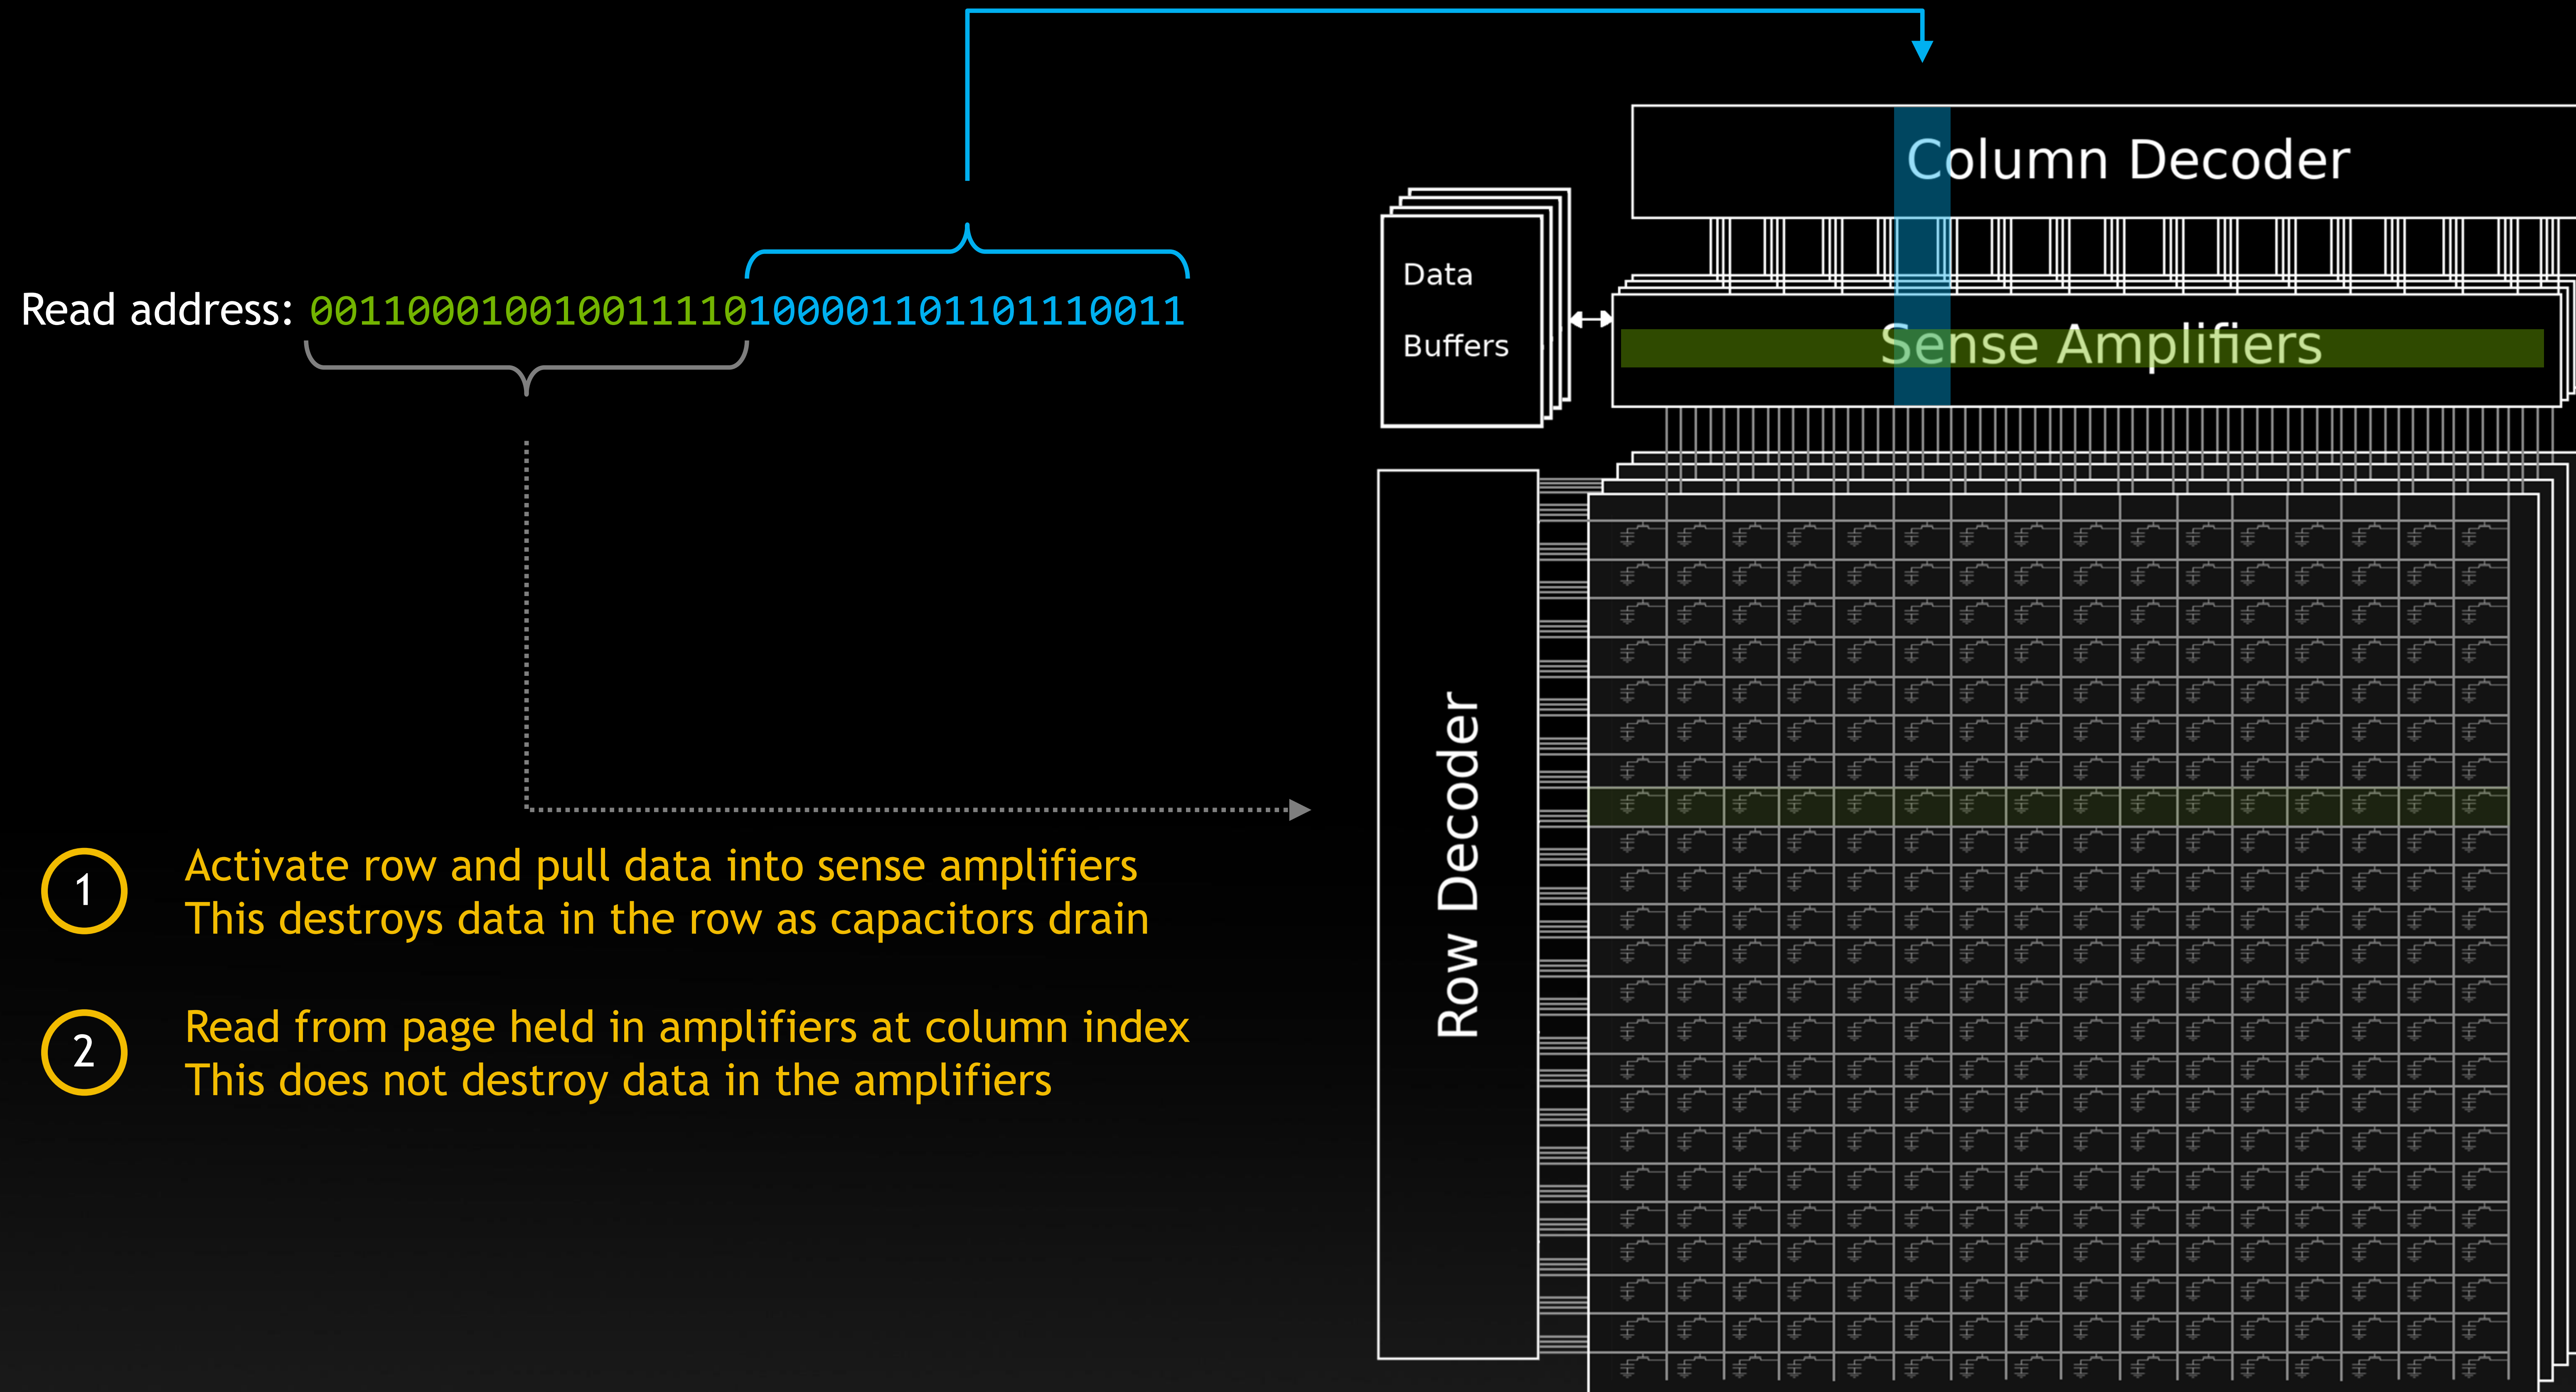 Column Decoder
Data
Buffers
Read address: 001100010010011110100001101101110011
Sense Amplifiers
Row Decoder
1
Activate row and pull data into sense amplifiers
This destroys data in the row as capacitors drain
2
Read from page held in amplifiers at column index
This does not destroy data in the amplifiers